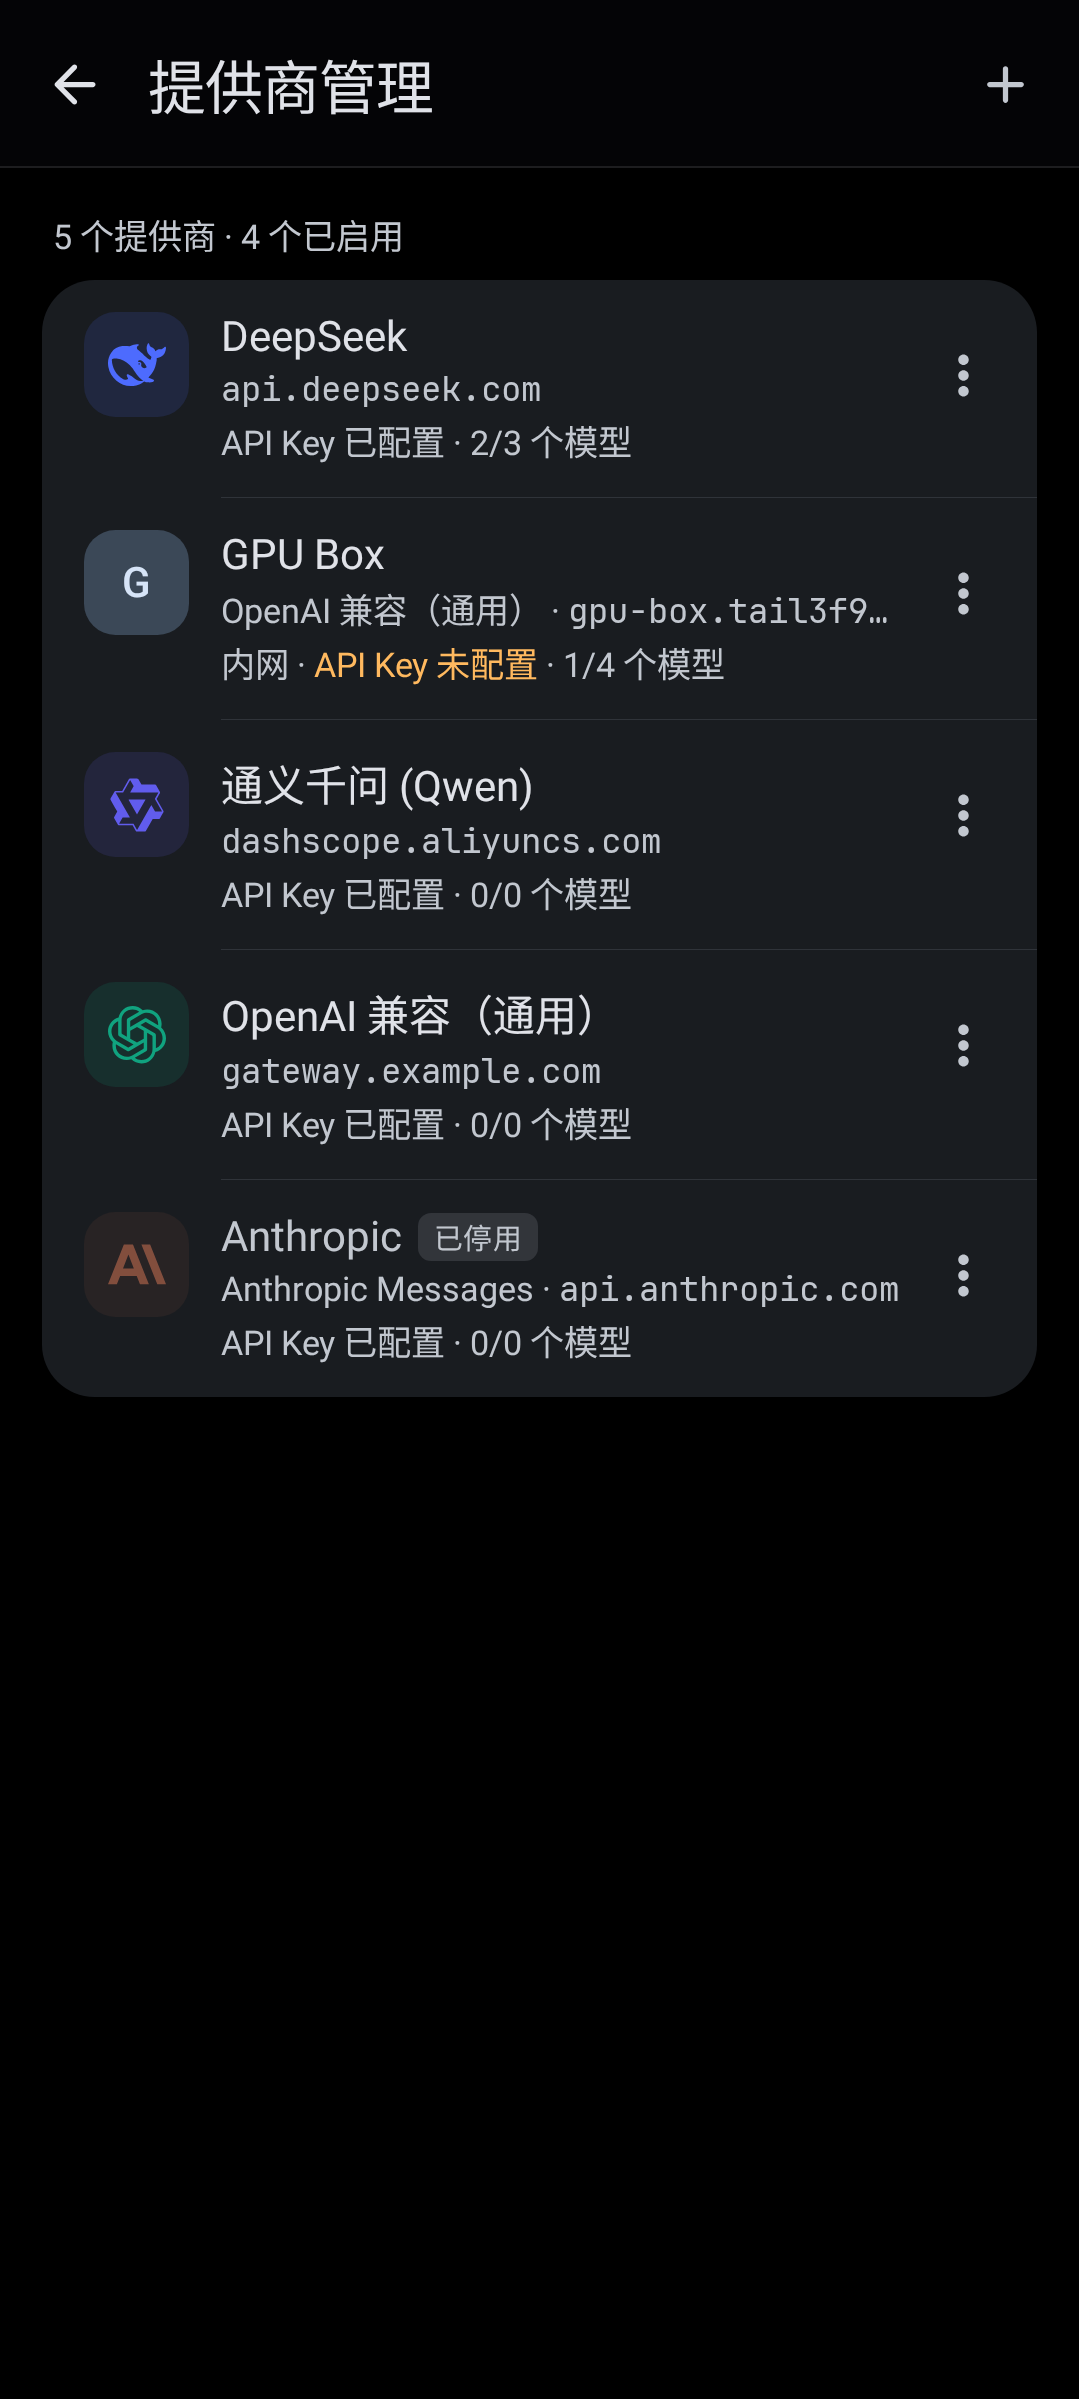 提供商管理
5 个提供商 · 4 个已启用
DeepSeek
api.deepseek.com
API Key 已配置 · 2/3 个模型
G
GPU Box
OpenAI 兼容（通用） · gpu-box.tail3f9…
内网 · API Key 未配置 · 1/4 个模型
通义千问 (Qwen)
dashscope.aliyuncs.com
API Key 已配置 · 0/0 个模型
OpenAI 兼容（通用）
gateway.example.com
API Key 已配置 · 0/0 个模型
Anthropic 已停用
Anthropic Messages · api.anthropic.com
API Key 已配置 · 0/0 个模型